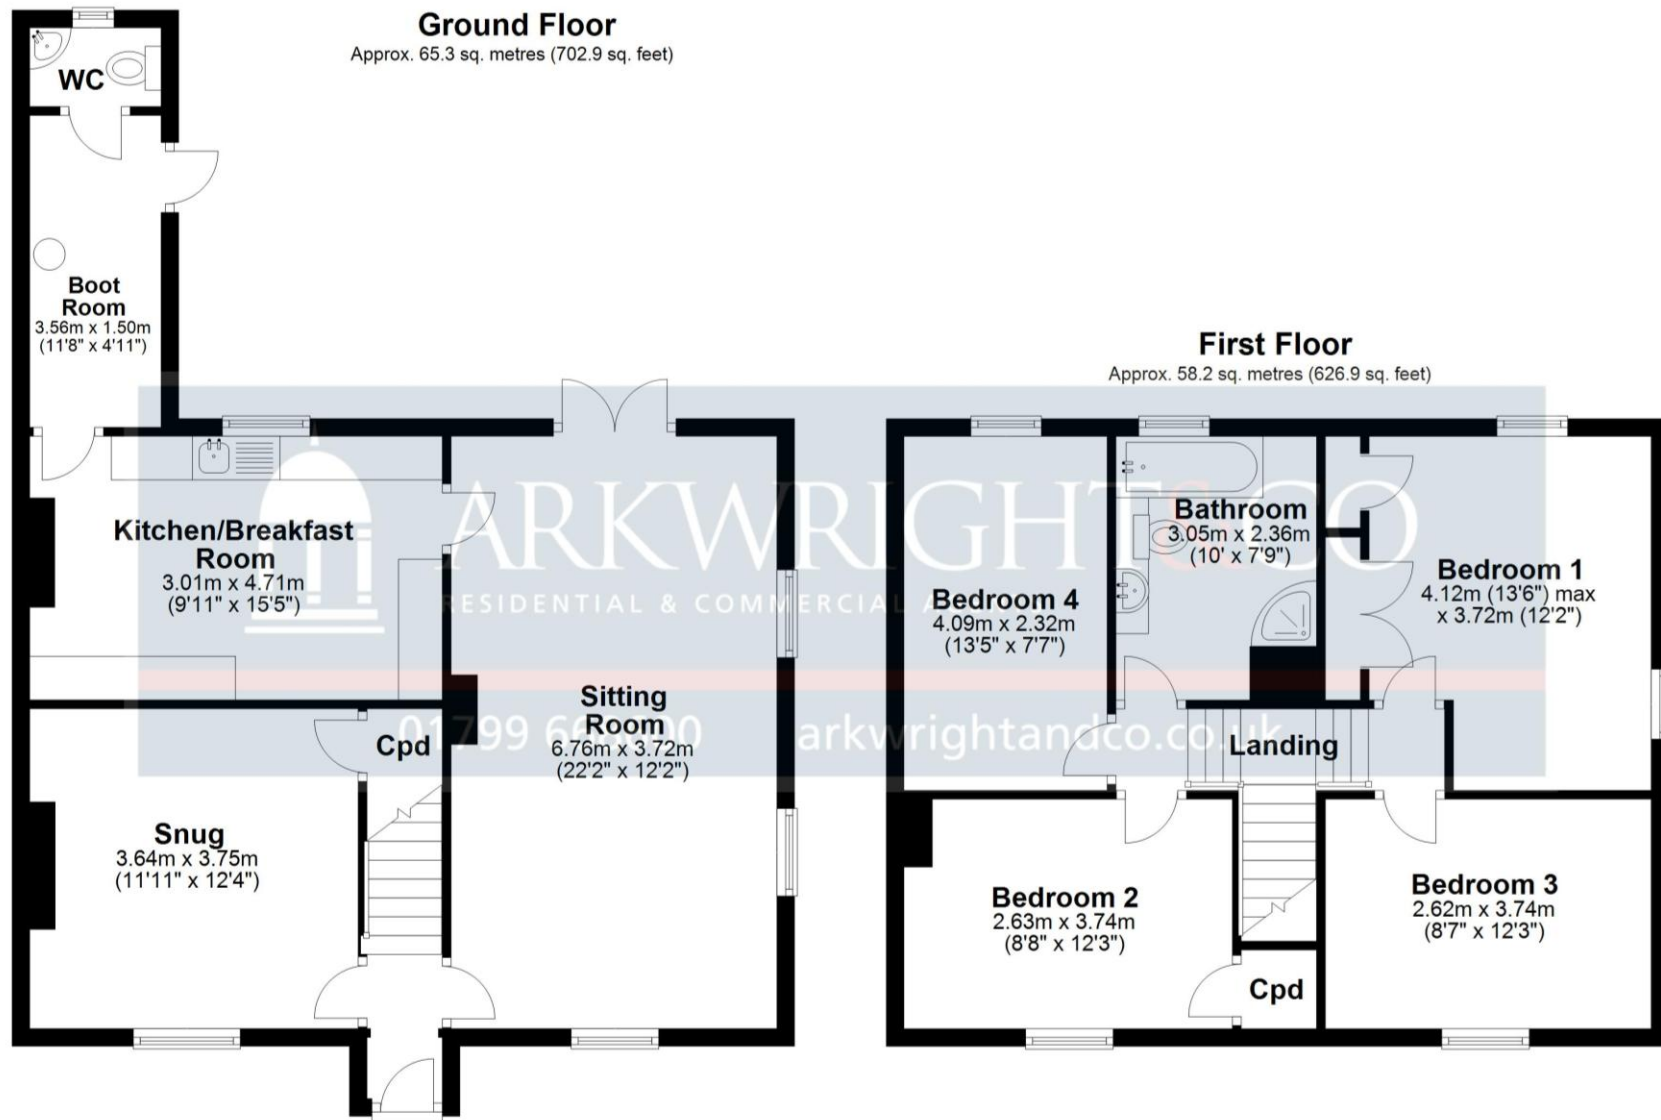 Ground Floor
Approx. 65.3 sq. metres (702.9 sq. feet)
WC
Boot
Room
3.56m x 1.50m
(11'8" x 4'11")
Kitchen/Breakfast
Room
3.01m x 4.71m
(9'11" x 15'5")
Sitting
Room
6.76m x 3.72m
(22'2" x 12'2")
Cpd
Snug
3.64m x 3.75m
(11'11" x 12'4")
First Floor
Approx. 58.2 sq. metres (626.9 sq. feet)
Bathroom
3.05m x 2.36m
(10' x 7'9")
Bedroom 1
4.12m (13'6") max
x 3.72m (12'2")
Bedroom 4
4.09m x 2.32m
(13'5" x 7'7")
Landing
Bedroom 2
2.63m x 3.74m
(8'8" x 12'3")
Bedroom 3
2.62m x 3.74m
(8'7" x 12'3")
Cpd
ARKWRIGHT&CO
RESIDENTIAL & COMMERCIAL
01799
arkwrightandco.co.uk